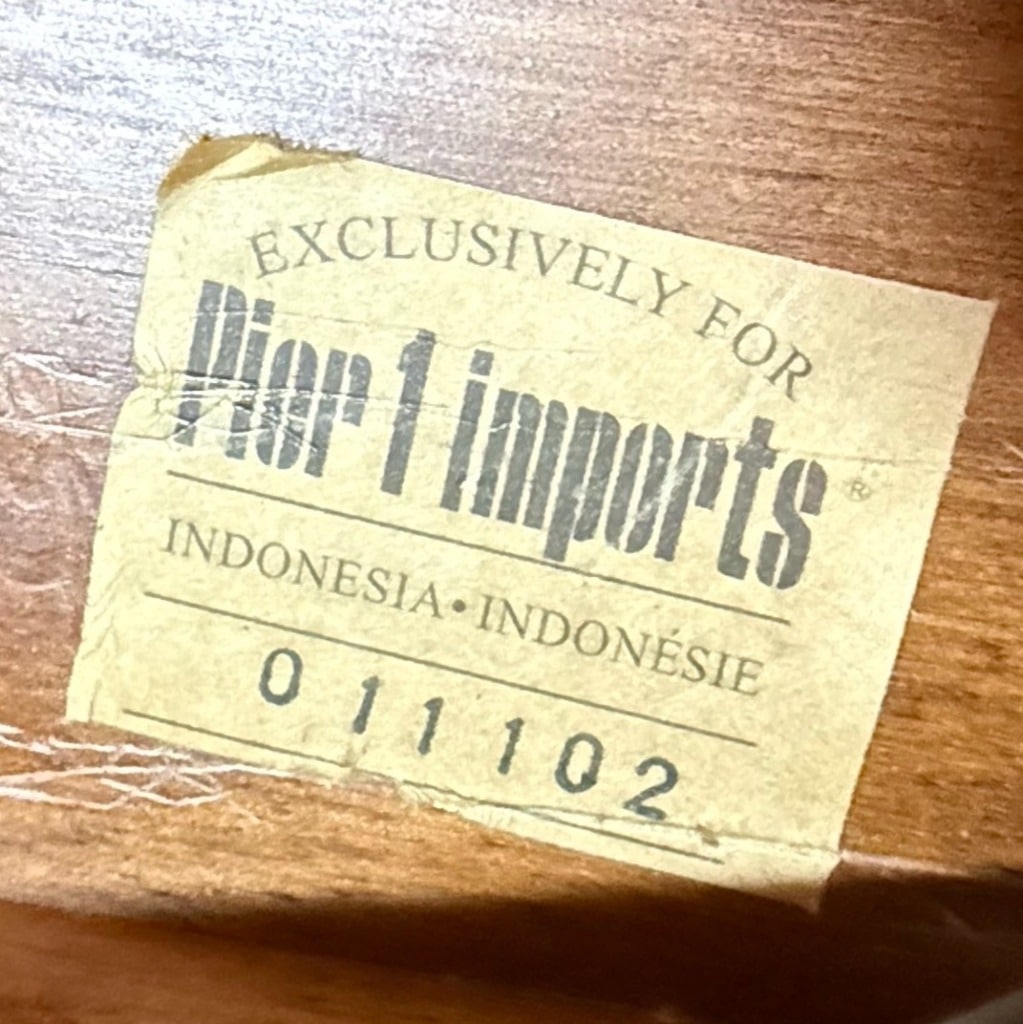 EXCLUSIVELY FOR
Pier 1 imports®
INDONESIA • INDONÉSIE
011102